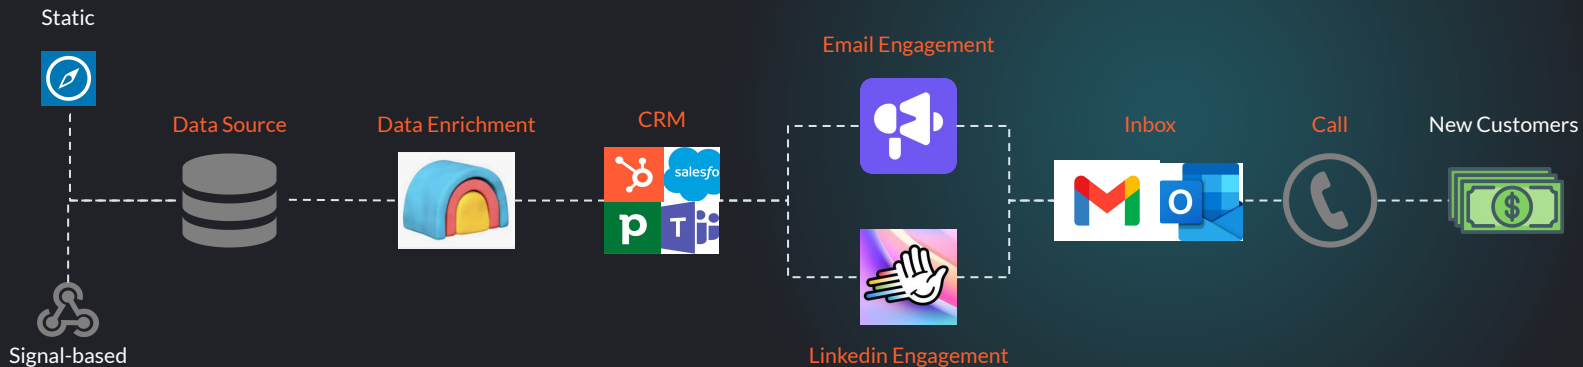 Static
Email Engagement
Data Source
Data Enrichment
CRM
Inbox
Call
New Customers
salesfo
Signal-based
Linkedin Engagement